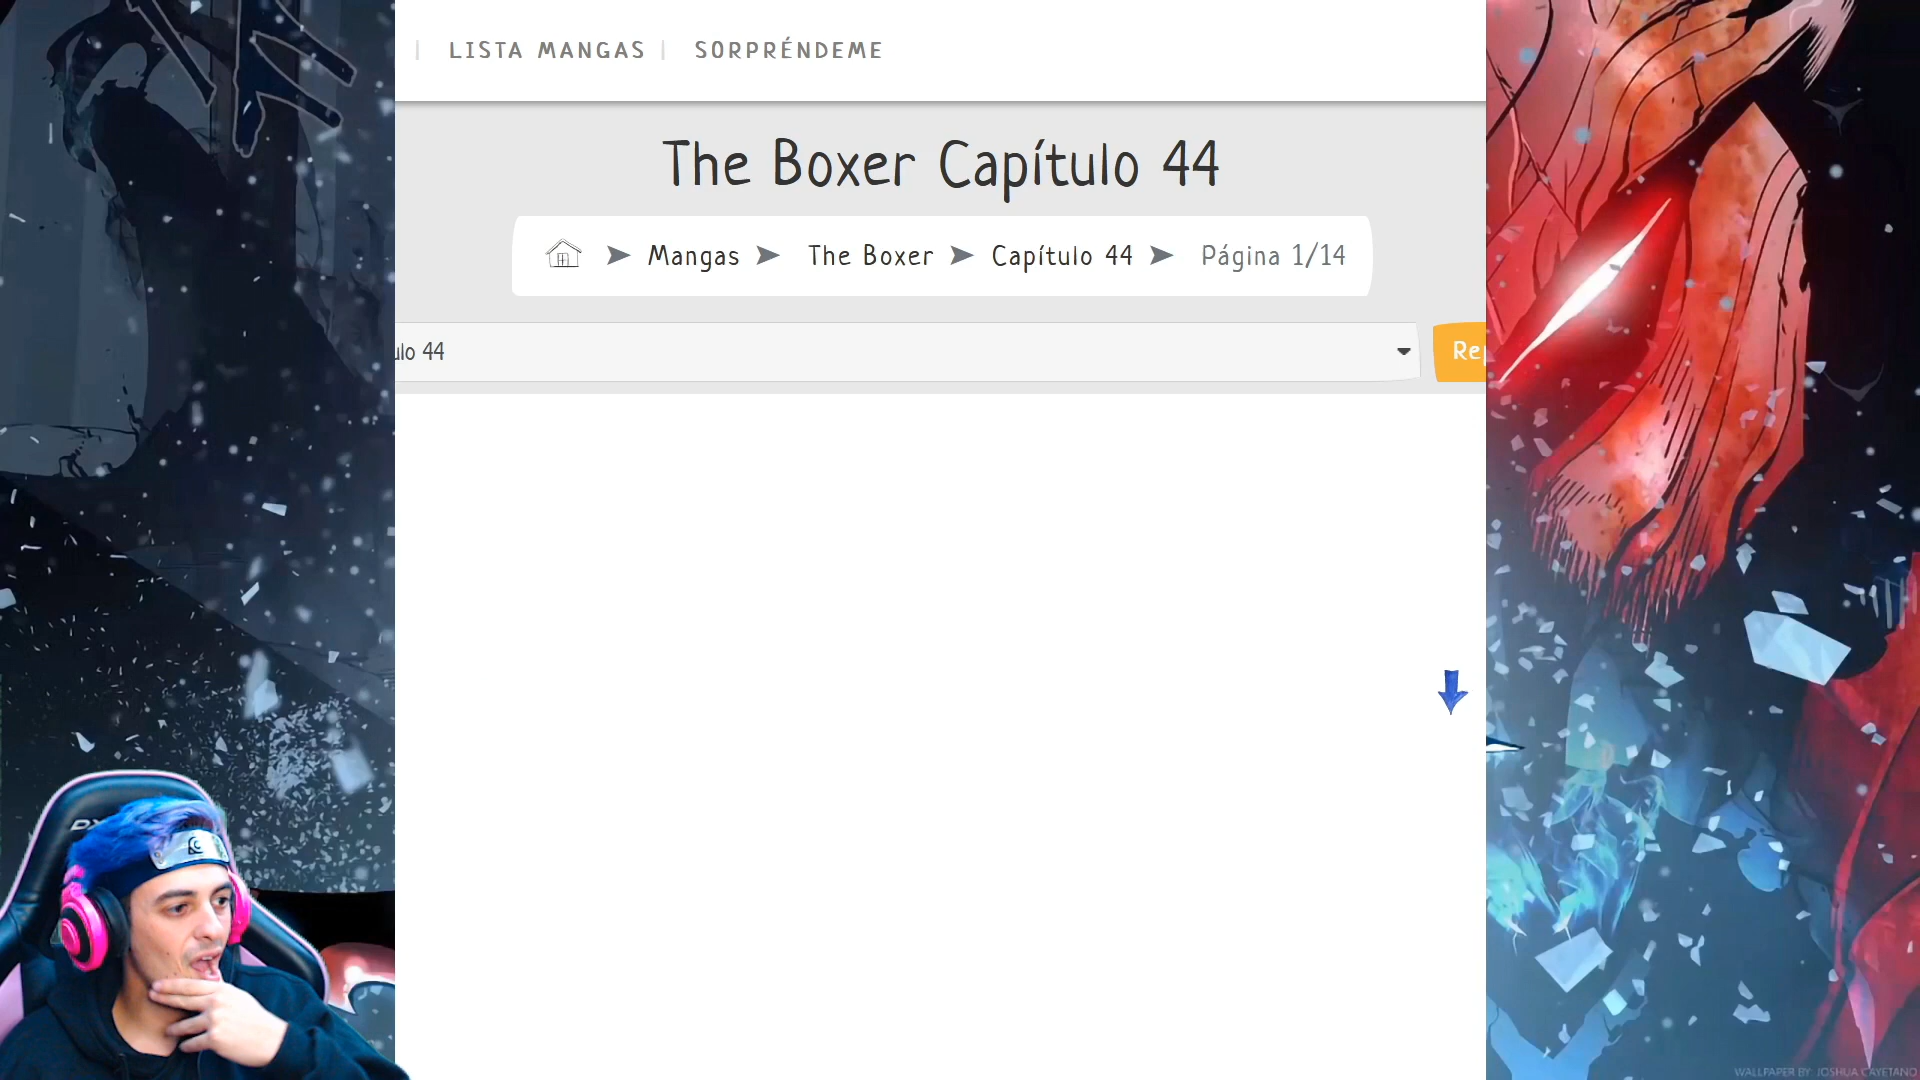 LISTA MANGAS
SORPRÉNDEME
The Boxer Capítulo 44
Mangas
The Boxer
Capítulo 44
Página 1/14
ulo 44
Re
DX
WALLPAPER BY: JOSHUA CAYETANO